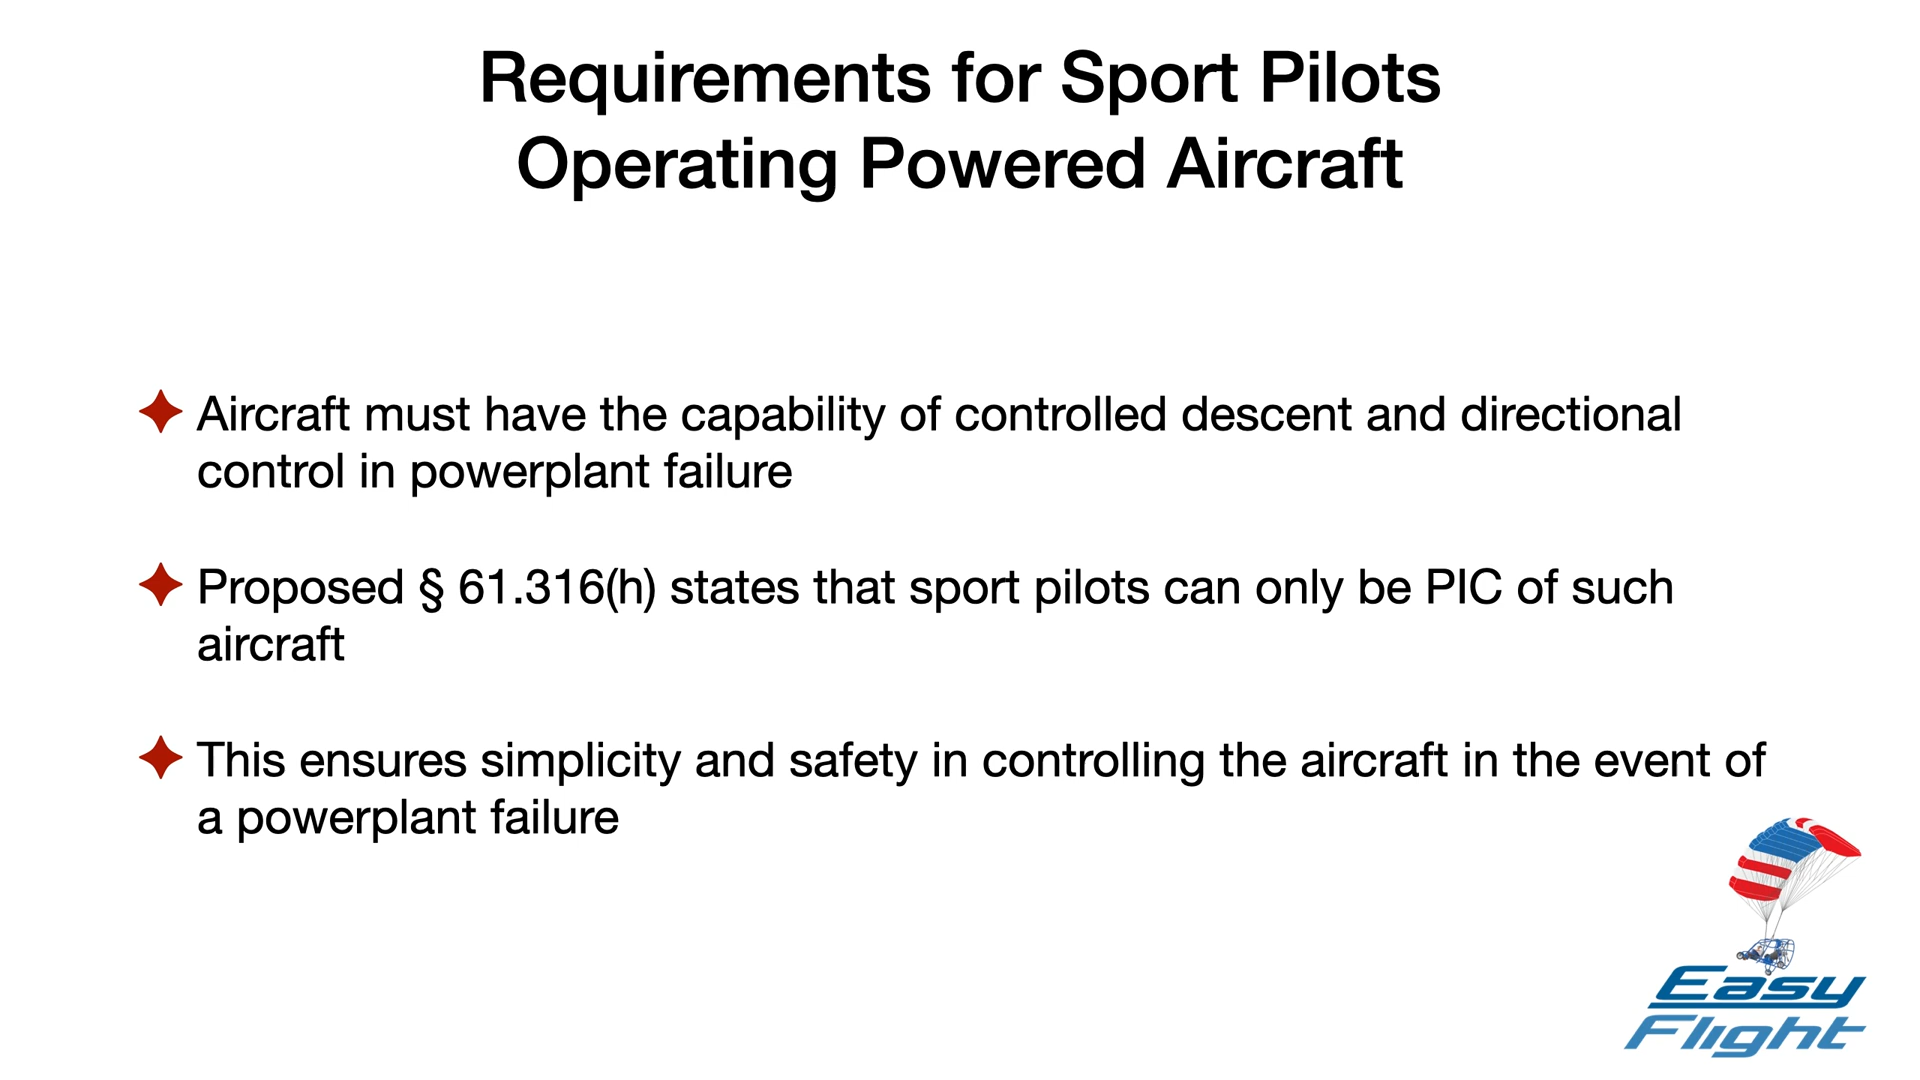 Requirements for Sport Pilots
Operating Powered Aircraft
Aircraft must have the capability of controlled descent and directional
control in powerplant failure
Proposed § 61.316(h) states that sport pilots can only be PIC of such
aircraft
This ensures simplicity and safety in controlling the aircraft in the event of
a powerplant failure
Easy
Flight